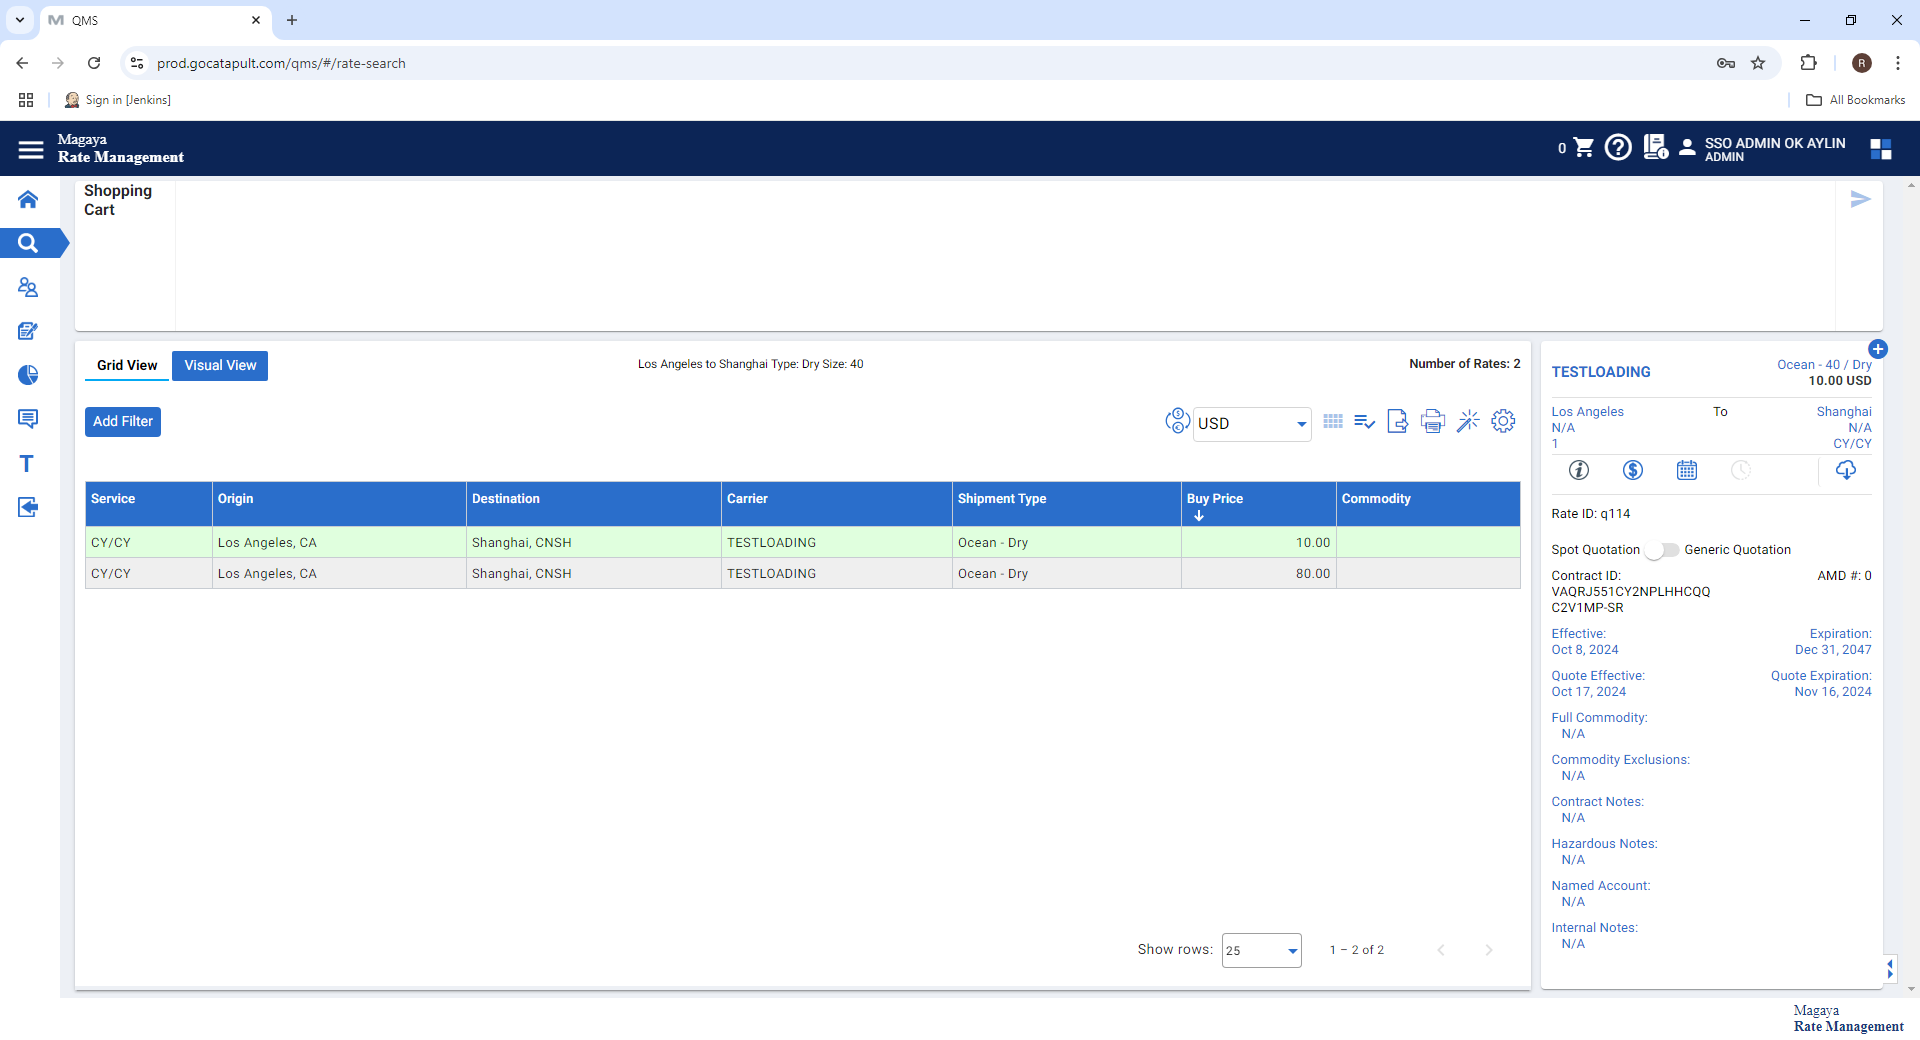 QMS
prod.gocatapult.com/qms/#/rate-search
R
Sign in [Jenkins]
All Bookmarks
Magaya
Rate Management
0
SSO ADMIN OK AYLIN
ADMIN
Shopping
Cart
Grid View
Visual View
Los Angeles to Shanghai Type: Dry Size: 40
Number of Rates: 2
Add Filter
USD
Service Origin Destination Carrier Shipment Type Buy Price Commodity
CY/CY Los Angeles, CA Shanghai, CNSH TESTLOADING Ocean - Dry 10.00
CY/CY Los Angeles, CA Shanghai, CNSH TESTLOADING Ocean - Dry 80.00
Show rows: 25 1 – 2 of 2
TESTLOADING
Ocean - 40 / Dry
10.00 USD
Los Angeles To Shanghai
N/A N/A
1 CY/CY
Rate ID: q114
Spot Quotation Generic Quotation
Contract ID: AMD #: 0
VAQRJ551CY2NPLHHCQQ
C2V1MP-SR
Effective: Expiration:
Oct 8, 2024 Dec 31, 2047
Quote Effective: Quote Expiration:
Oct 17, 2024 Nov 16, 2024
Full Commodity:
N/A
Commodity Exclusions:
N/A
Contract Notes:
N/A
Hazardous Notes:
N/A
Named Account:
N/A
Internal Notes:
N/A
T
Magaya
Rate Management